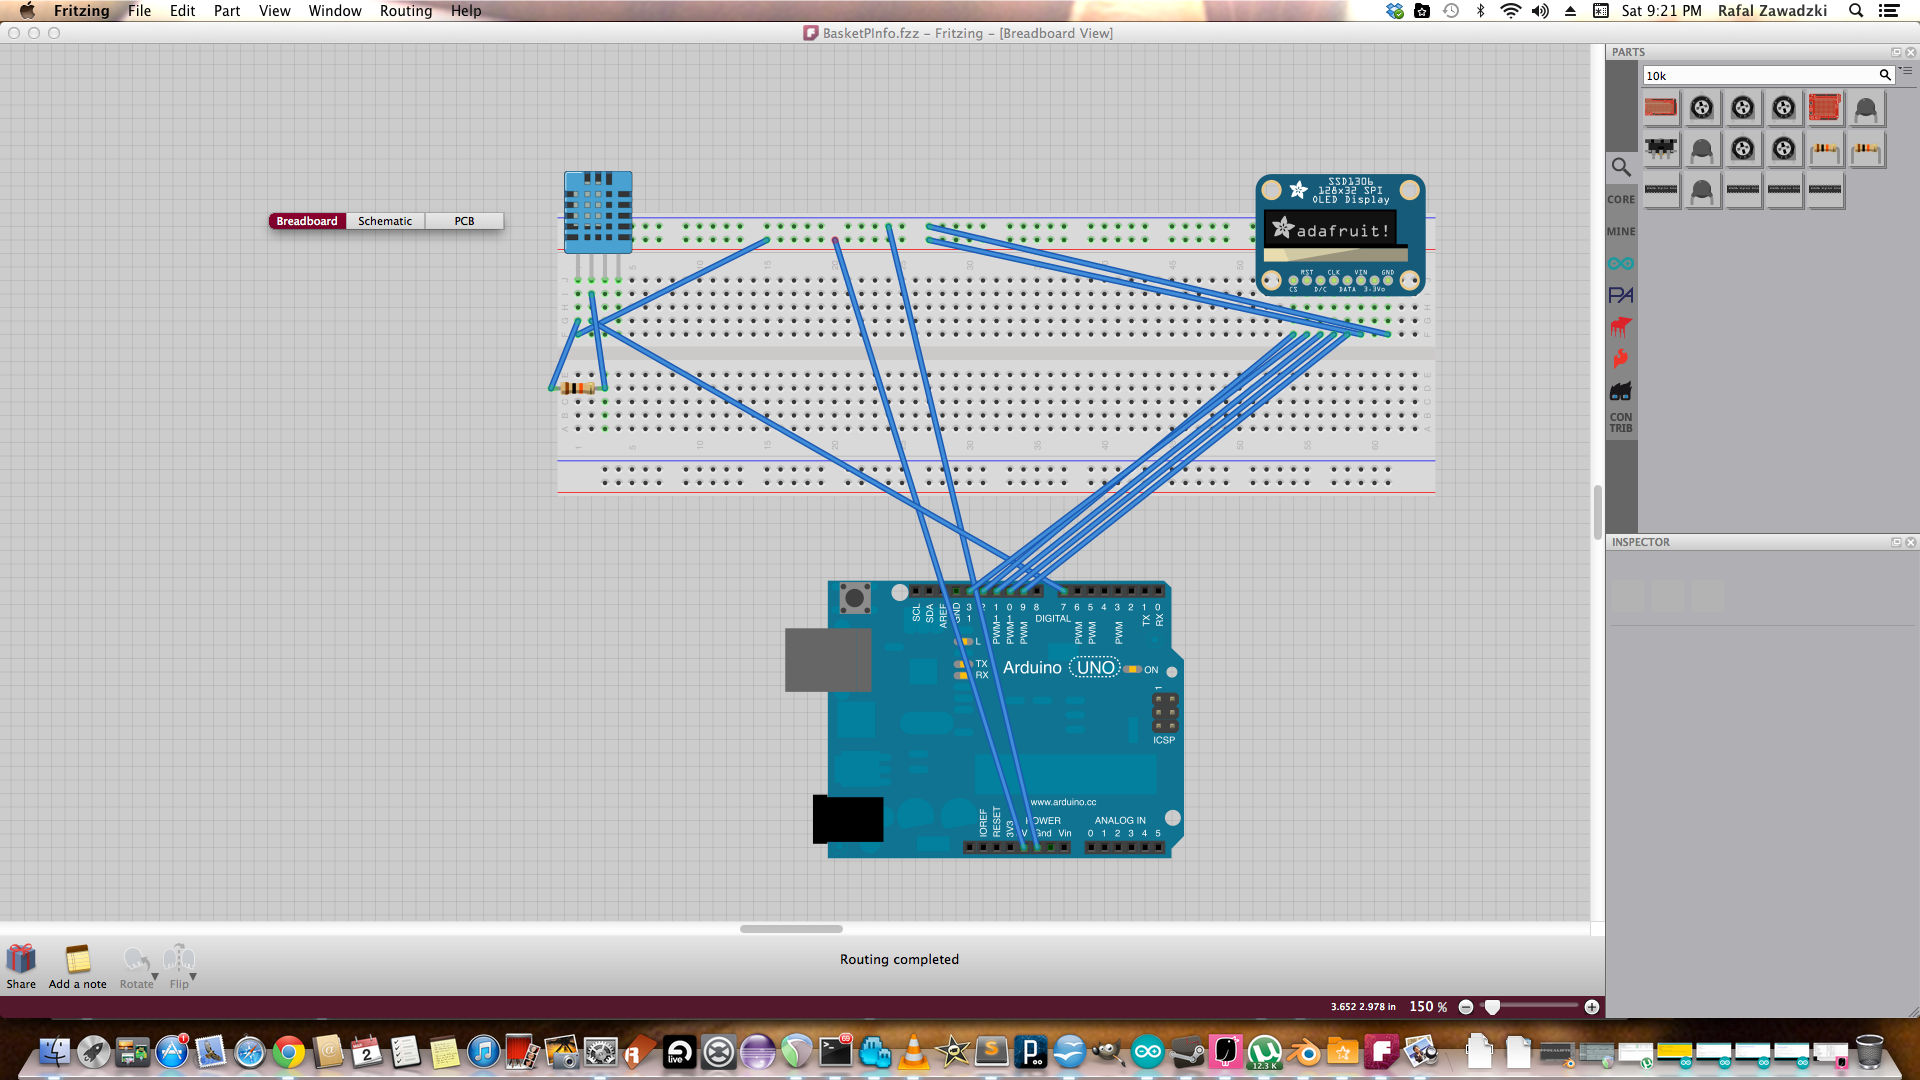 Fritzing File Edit Part View Window Routing Help Sat 9:21 PM Rafal Zawadzki
BasketPInfo.fzz – Fritzing – [Breadboard View]
PARTS
10k
CORE
MINE
CON
TRIB
INSPECTOR
Breadboard Schematic PCB
SSD1306
128x32 SPI
OLED Display
adafruit!
RST CLK VIN GND
CS D/C DATA 3.3Vo
SCL SDA AREF GND 13 12 11 10 9 8 7 6 5 4 3 2 1 0
PWM PWM PWM DIGITAL PWM PWM PWM TX RX
L
TX
RX
Arduino UNO ON
1
ICSP
www.arduino.cc
IOREF RESET 3V3 POWER ANALOG IN
V Gnd Vin 0 1 2 3 4 5
Share Add a note Rotate Flip
Routing completed
3.652 2.978 in 150 %